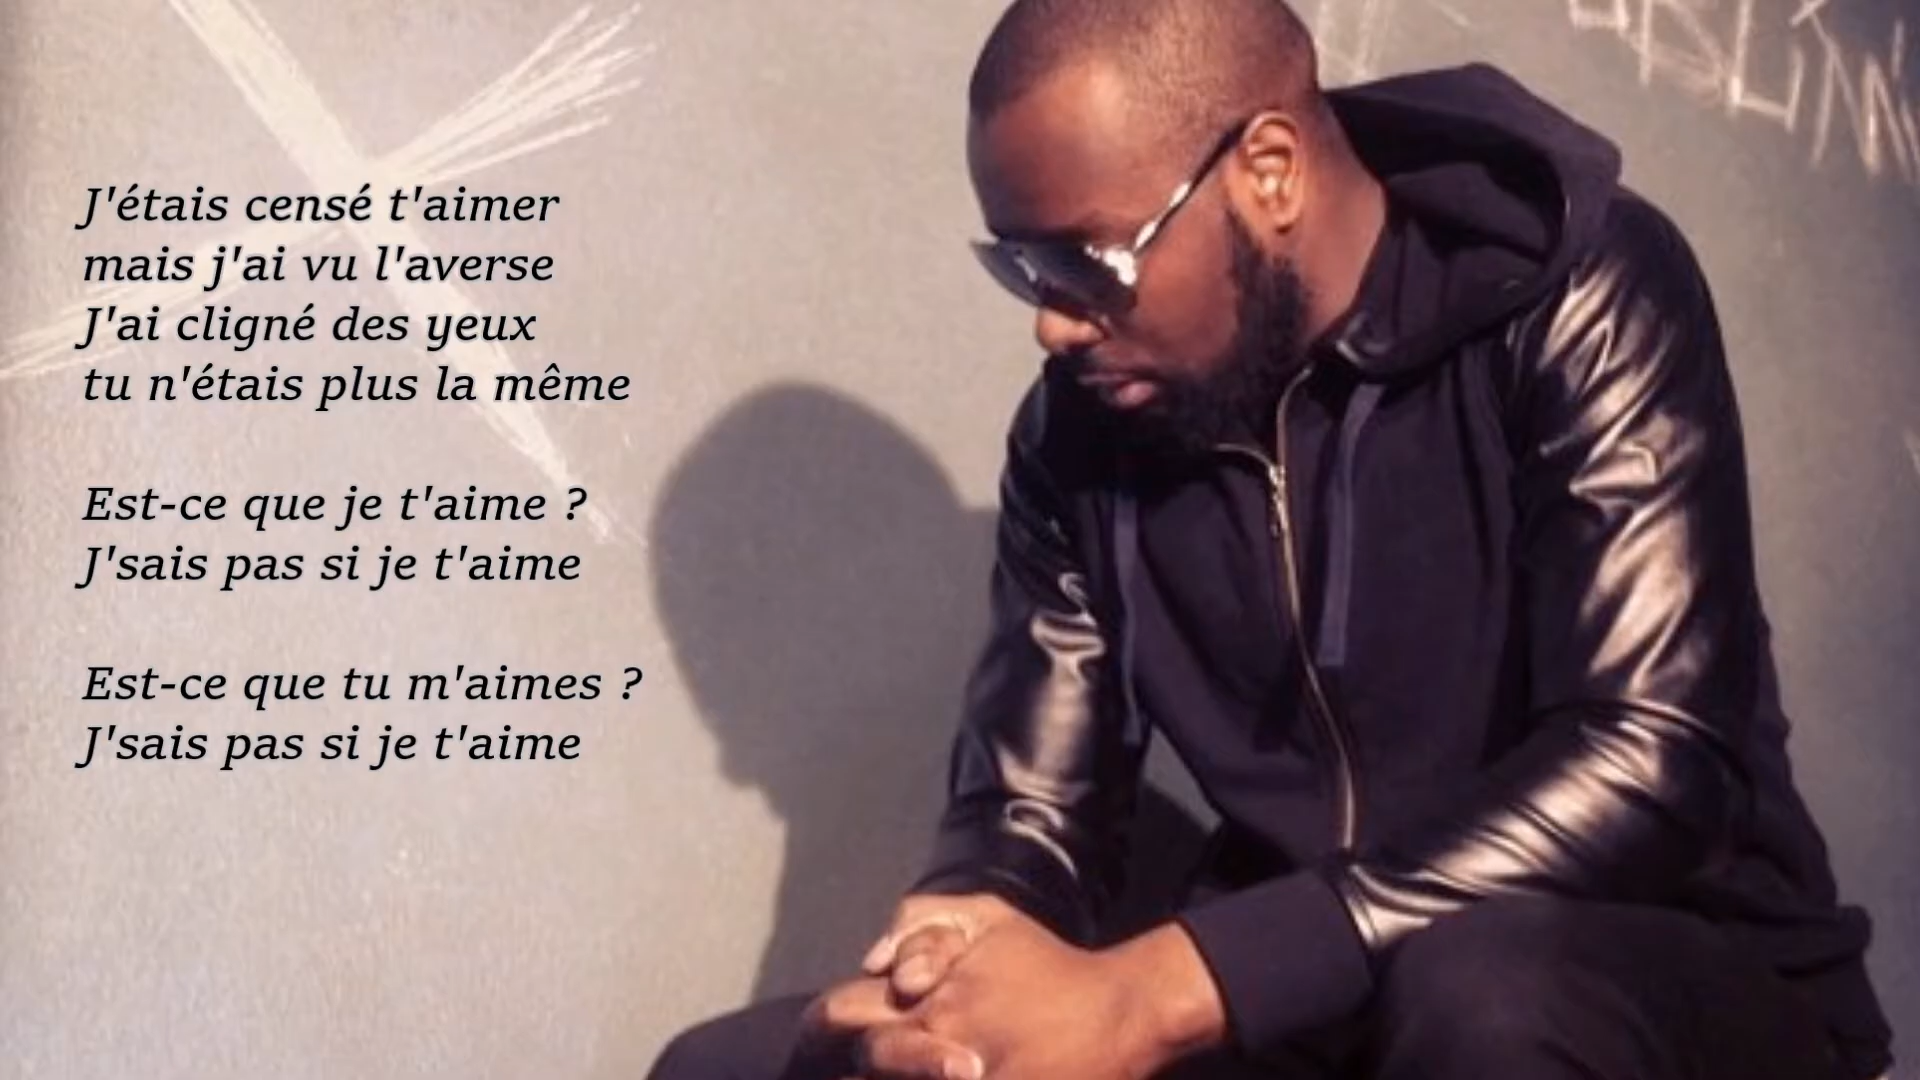 J'étais censé t'aimer
mais j'ai vu l'averse
J'ai cligné des yeux
tu n'étais plus la même
Est-ce que je t'aime ?
J'sais pas si je t'aime
Est-ce que tu m'aimes ?
J'sais pas si je t'aime